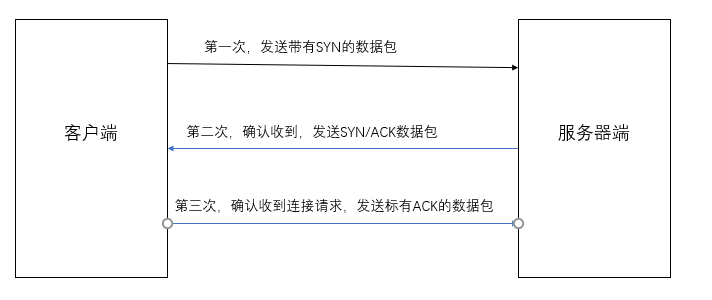 第一次，发送带有SYN的数据包
客户端
第二次，确认收到，发送SYN/ACK数据包
服务器端
第三次，确认收到连接请求，发送标有ACK的数据包